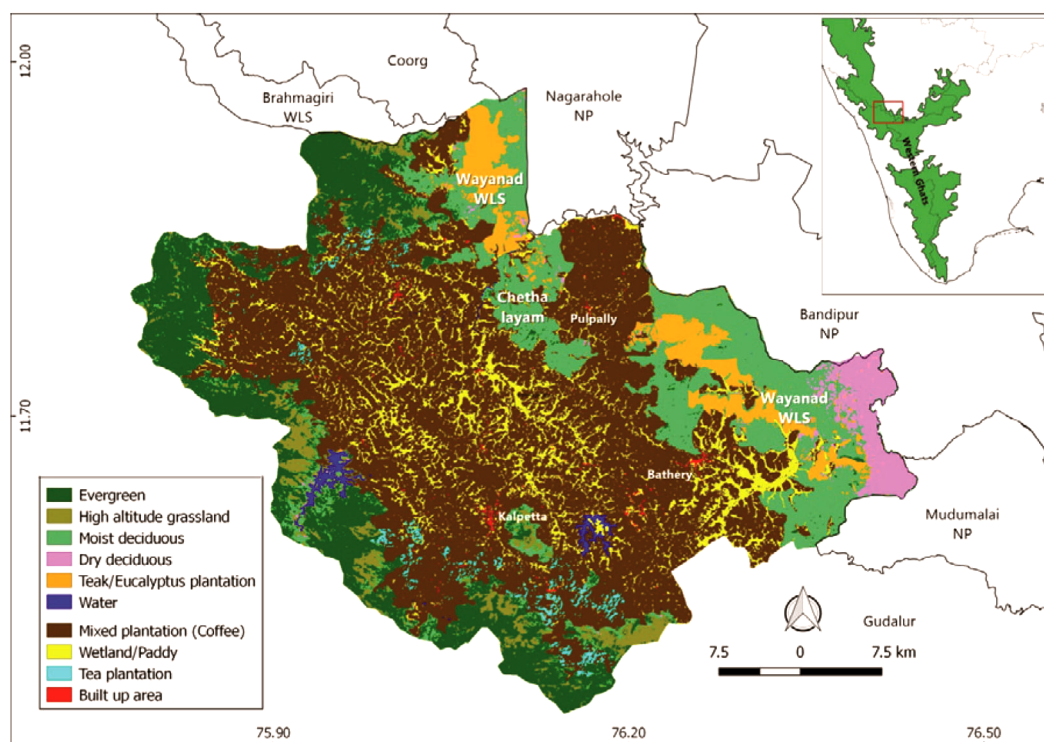 12.00
11.70
75.90
76.20
76.50
Coorg
Brahmagiri
WLS
Nagarahole
NP
Wayanad
WLS
Chetha
layam
Pulpally
Bandipur
NP
Wayanad
WLS
Bathery
Kalpetta
Mudumalai
NP
Gudalur
Western Ghats
7.5 0 7.5 km
Evergreen
High altitude grassland
Moist deciduous
Dry deciduous
Teak/Eucalyptus plantation
Water
Mixed plantation (Coffee)
Wetland/Paddy
Tea plantation
Built up area